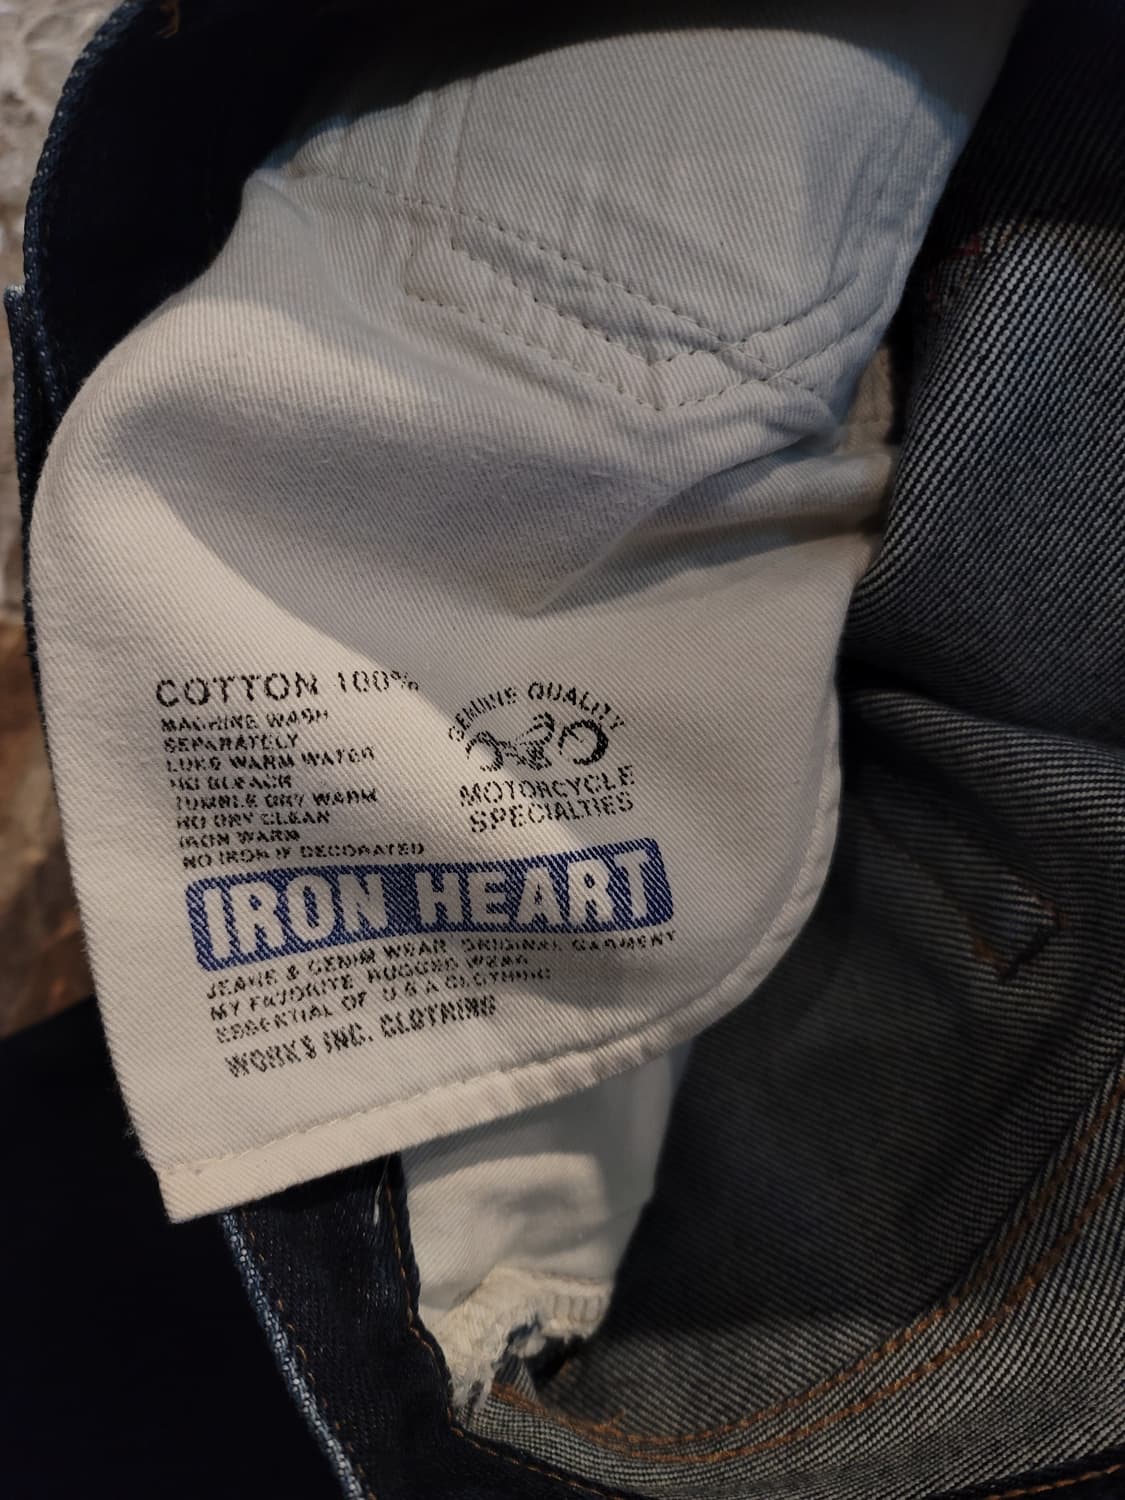 COTTON 100%
MACHINE WASH
SEPARATELY
LUKE WARM WATER
NO BLEACH
TUMBLE DRY WARM
NO DRY CLEAN
IRON WARM
NO IRON IF DECORATED
GENUINE QUALITY
MOTORCYCLE
SPECIALTIES
IRON HEART
JEANS & DENIM WEAR ORIGINAL GARMENT
MY FAVORITE RUGGED WEAR
ESSENTIAL OF U.S.A CLOTHING
WORKS INC. CLOTHING